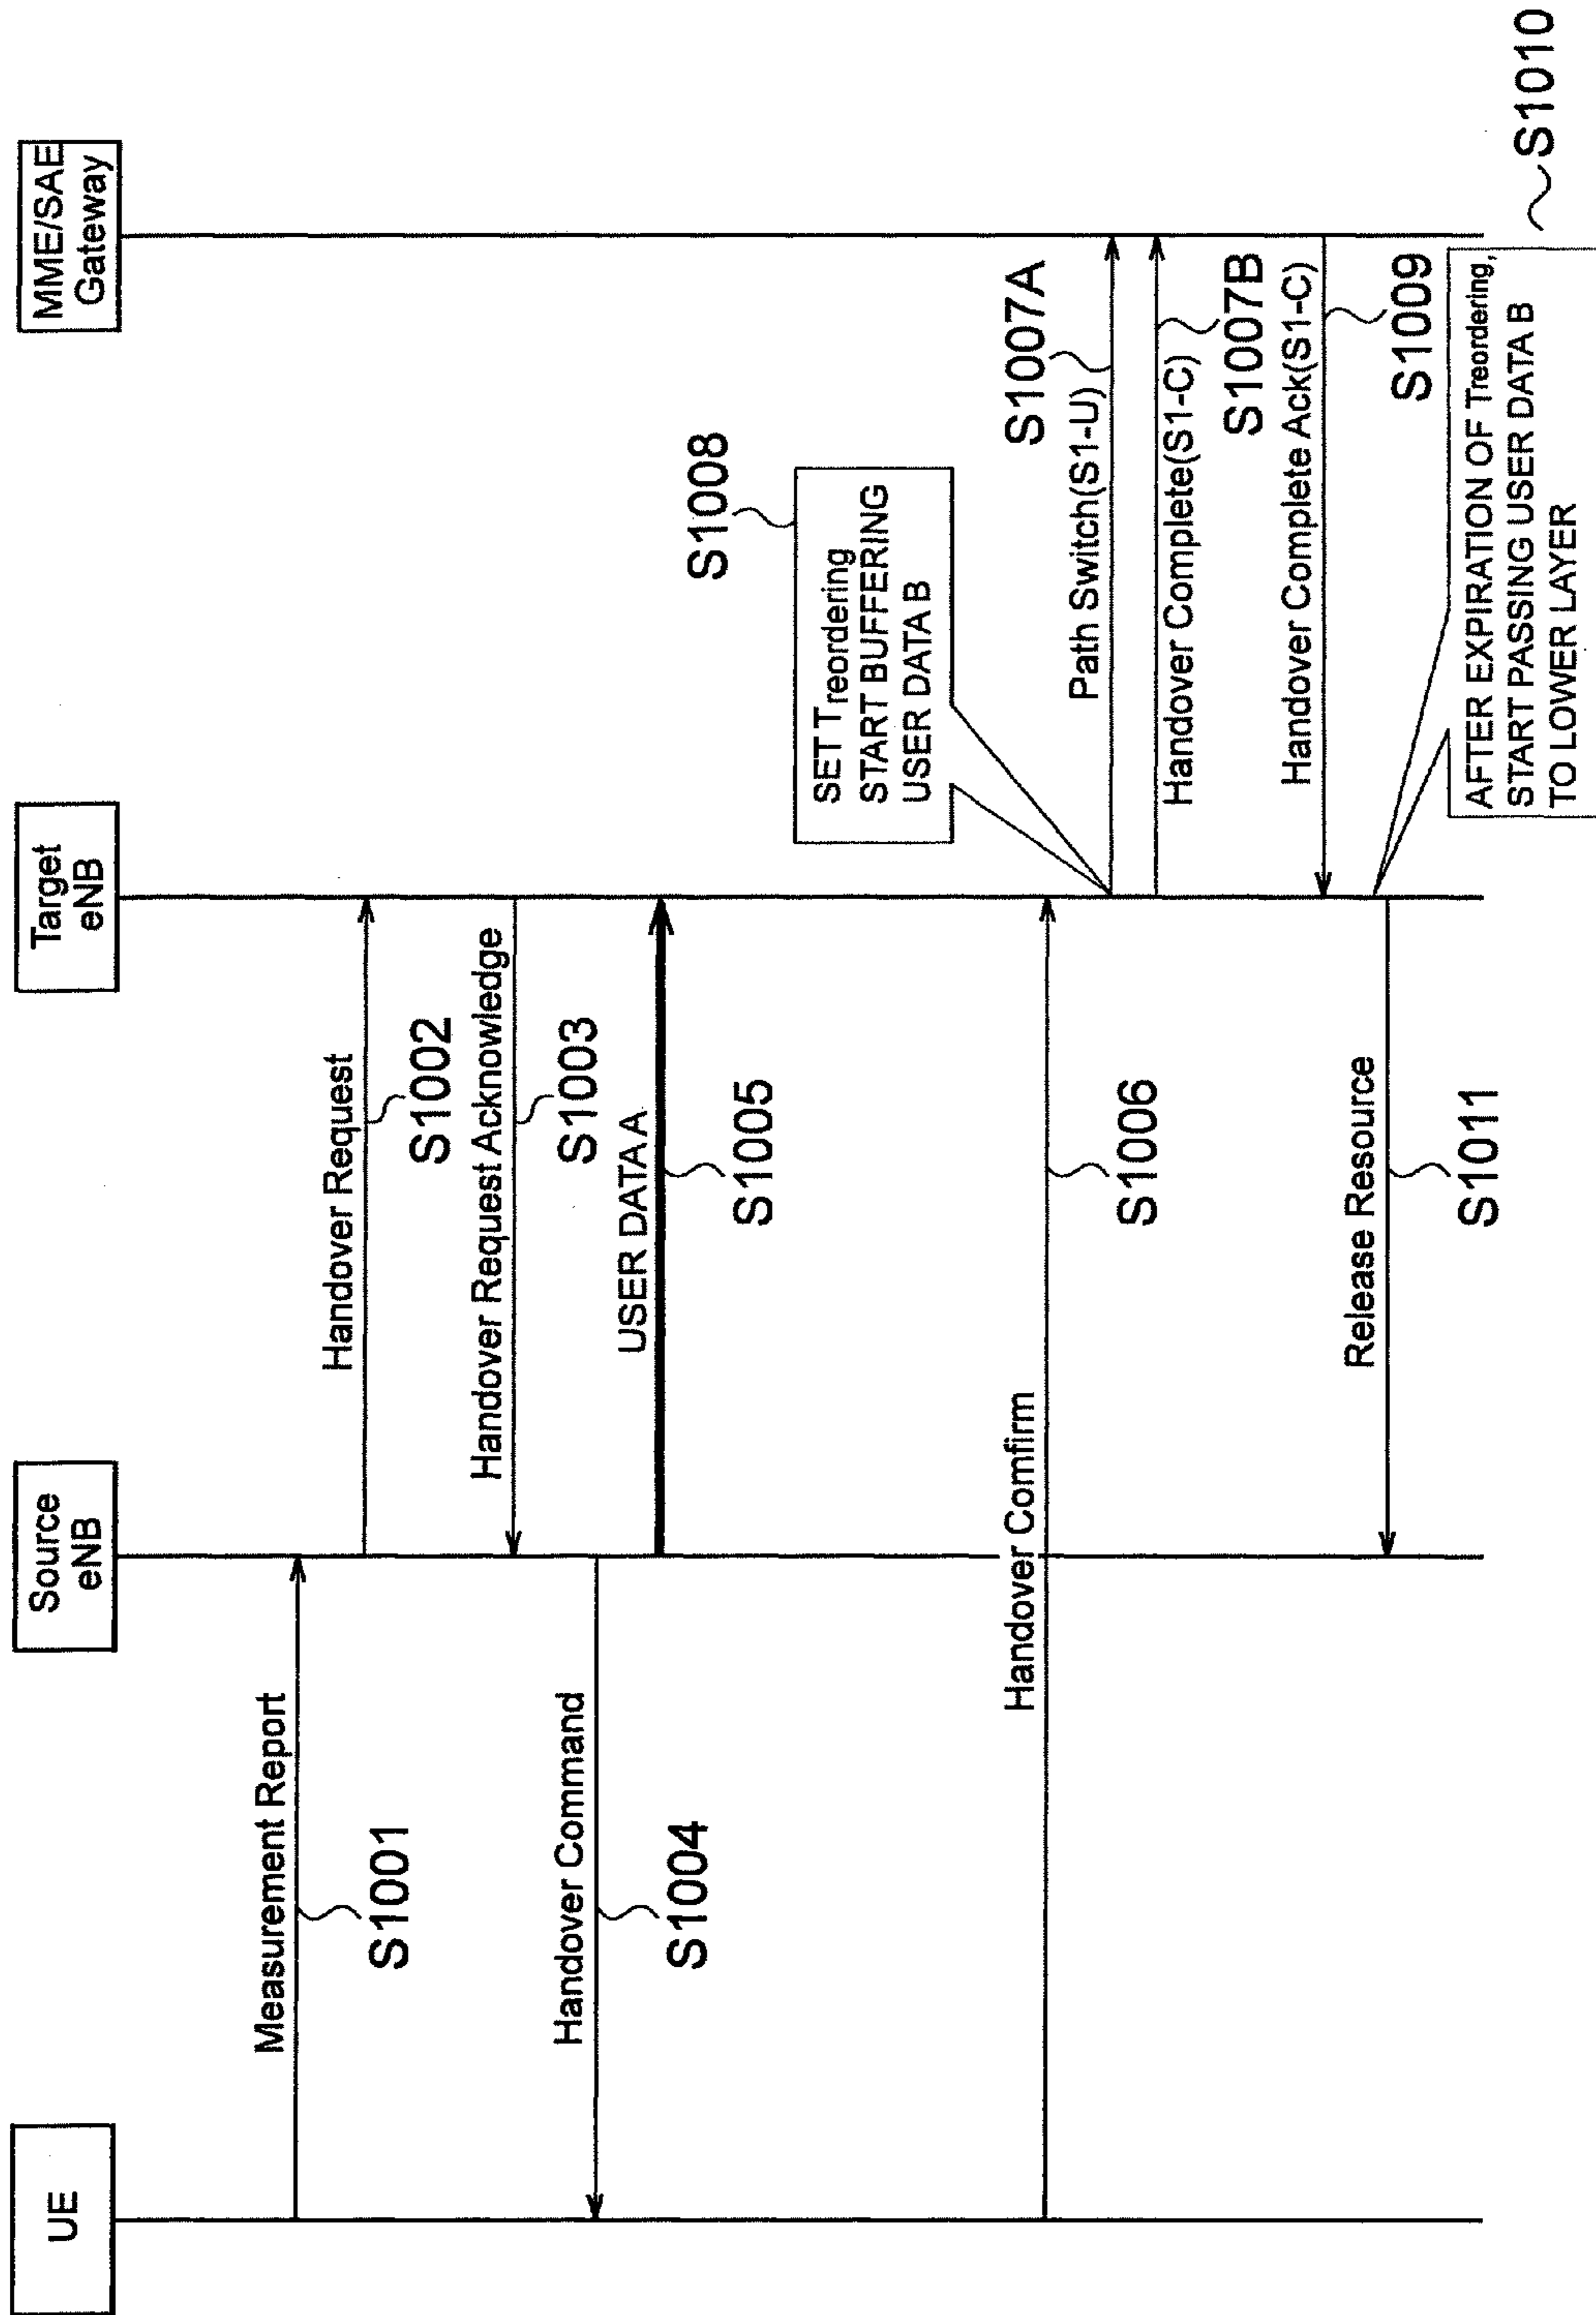 UE
Source
eNB
Target
eNB
MME/SAE
Gateway
Measurement Report
S1001
Handover Request
S1002
Handover Request Acknowledge
S1003
Handover Command
S1004
USER DATA A
S1005
Handover Comfirm
S1006
S1008
SET Treordering
START BUFFERING
USER DATA B
Path Switch(S1-U)
S1007A
Handover Complete(S1-C)
S1007B
Handover Complete Ack(S1-C)
S1009
AFTER EXPIRATION OF Treordering,
START PASSING USER DATA B
TO LOWER LAYER
S1010
Release Resource
S1011